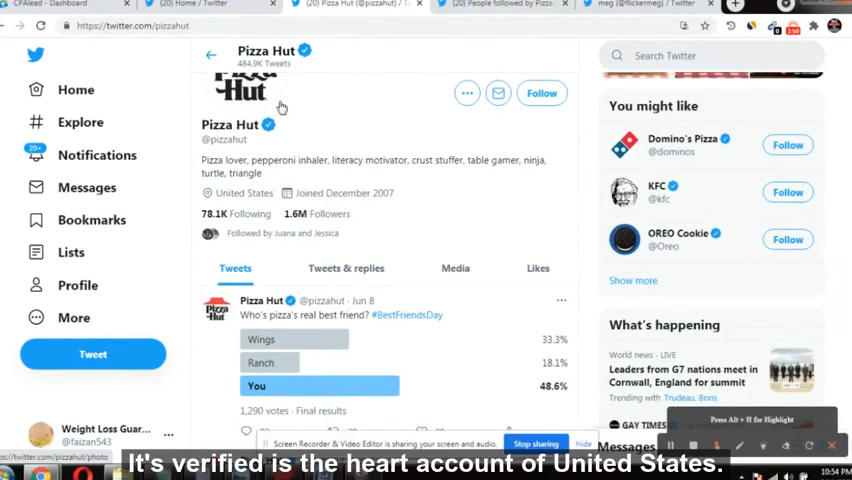 CPAlead - Dashboard
(20) Home / Twitter
(20) Pizza Hut (@pizzahut) / T
(20) People followed by Pizza
meg (@flickermeg) / Twitter
https://twitter.com/pizzahut
3:50
Home
Explore
20+
Notifications
Messages
Bookmarks
Lists
Profile
More
Tweet
Weight Loss Guar...
@faizan543
Pizza Hut
484.9K Tweets
Pizza
Hut
Follow
Pizza Hut
@pizzahut
Pizza lover, pepperoni inhaler, literacy motivator, crust stuffer, table gamer, ninja,
turtle, triangle
United States Joined December 2007
78.1K Following 1.6M Followers
Followed by Juana and Jessica
Tweets Tweets & replies Media Likes
Pizza Hut @pizzahut · Jun 8
Who's pizza's real best friend? #BestFriendsDay
Wings 33.3%
Ranch 18.1%
You 48.6%
1,290 votes · Final results
Search Twitter
You might like
Domino's Pizza
@dominos
Follow
KFC
@kfc
Follow
OREO Cookie
@Oreo
Follow
Show more
What's happening
World news · LIVE
Leaders from G7 nations meet in
Cornwall, England for summit
Trending with Trudeau, Boris
GAY TIMES
Press Alt + H for Highlight
Messages
Screen Recorder & Video Editor is sharing your screen and audio.
Stop sharing
Hide
https://twitter.com/pizzahut/photo
It's verified is the heart account of United States.
10:54 PM